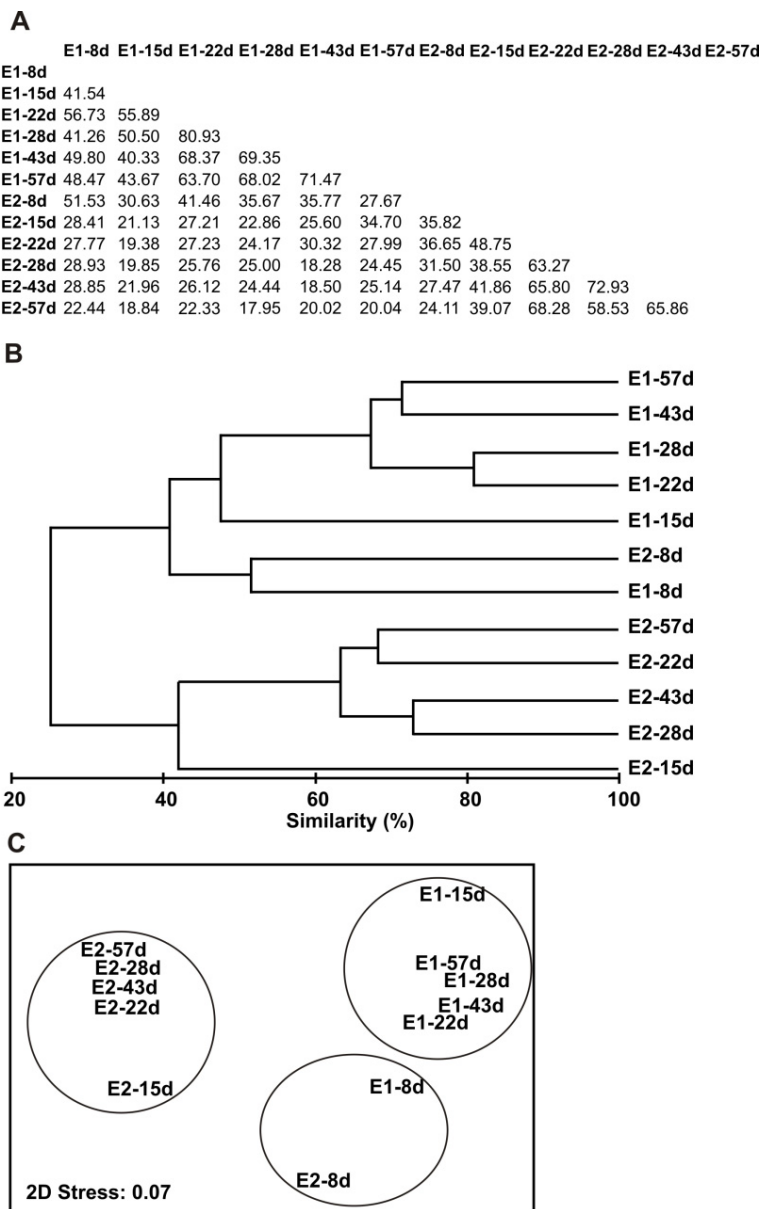 A
E1-8d E1-15d E1-22d E1-28d E1-43d E1-57d E2-8d E2-15d E2-22d E2-28d E2-43d E2-57d
E1-8d
E1-15d 41.54
E1-22d 56.73 55.89
E1-28d 41.26 50.50 80.93
E1-43d 49.80 40.33 68.37 69.35
E1-57d 48.47 43.67 63.70 68.02 71.47
E2-8d 51.53 30.63 41.46 35.67 35.77 27.67
E2-15d 28.41 21.13 27.21 22.86 25.60 34.70 35.82
E2-22d 27.77 19.38 27.23 24.17 30.32 27.99 36.65 48.75
E2-28d 28.93 19.85 25.76 25.00 18.28 24.45 31.50 38.55 63.27
E2-43d 28.85 21.96 26.12 24.44 18.50 25.14 27.47 41.86 65.80 72.93
E2-57d 22.44 18.84 22.33 17.95 20.02 20.04 24.11 39.07 68.28 58.53 65.86
B
E1-57d
E1-43d
E1-28d
E1-22d
E1-15d
E2-8d
E1-8d
E2-57d
E2-22d
E2-43d
E2-28d
E2-15d
20 40 60 80 100
Similarity (%)
C
E1-15d
E2-57d
E2-28d
E2-43d
E2-22d
E1-57d
E1-28d
E1-43d
E1-22d
E2-15d
E1-8d
E2-8d
2D Stress: 0.07